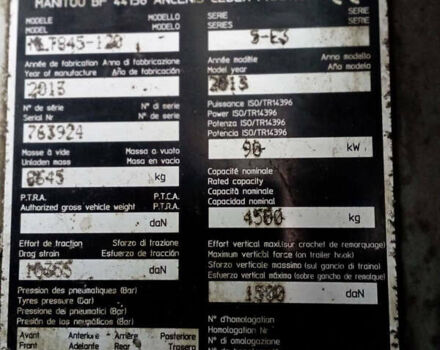 MANITOU BP 44158 ANCENIS CEDEX
MODELE MODELLO
MODEL MODELO
MLT845-120
SERIE SERIE
SERIES SERIE
3-E3
Année de fabrication Anno di fabbricazione
Year of manufacture Año de fabricación
2013
Année modèle Anno modello
Model year Año modelo
2013
N° de série N° di serie
Serial Nr N° de serie
763924
Puissance ISO/TR14396
Power ISO/TR14396
Potenza ISO/TR14396
Potencia ISO/TR14396
90 kW
Masse à vide Massa a vuoto
Unladen mass Masa en vacio
8645 kg
Capacité nominale
Rated capacity
Capacità nominale
Capacidad nominal
4500 kg
P.T.R.A. P.T.C.A.
Authorized gross vehicle weight P.T.R.A.
daN
Effort de traction Sforzo di trazione
Drag strain Esfuerzo de tracción
daN
Effort vertical maxi.(sur crochet de remorquage)
Maximum vertical force (on trailer hook)
Sforzo verticale massimo (sul gancio di traino)
Esfuerzo vertical máximo (sobre gancho de remolque)
1500 daN
Pression des pneumatiques (Bar)
Tyres pressure (Bar)
Pressione dei pneumatici (Bar)
Presión de los neumáticos (Bar)
Avant Anteriore Arrière Posteriore
Front Adelante Rear Trasera
N° d'homologation
Homologation Nr
N° di omologazione